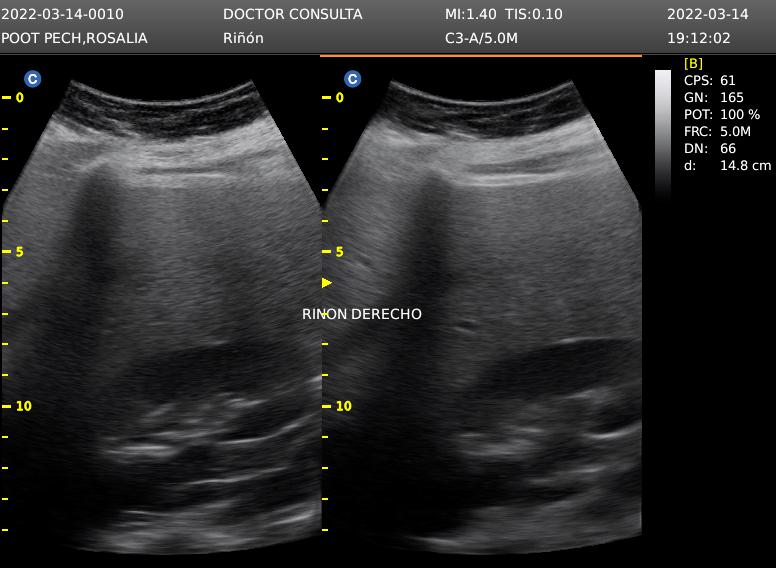 2022-03-14-0010 DOCTOR CONSULTA MI:1.40 TIS:0.10 2022-03-14
POOT PECH,ROSALIA Riñón C3-A/5.0M 19:12:02
[B]
CPS: 61
GN: 165
POT: 100 %
FRC: 5.0M
DN: 66
d: 14.8 cm
C C
0 0
5 5
RINON DERECHO
10 10